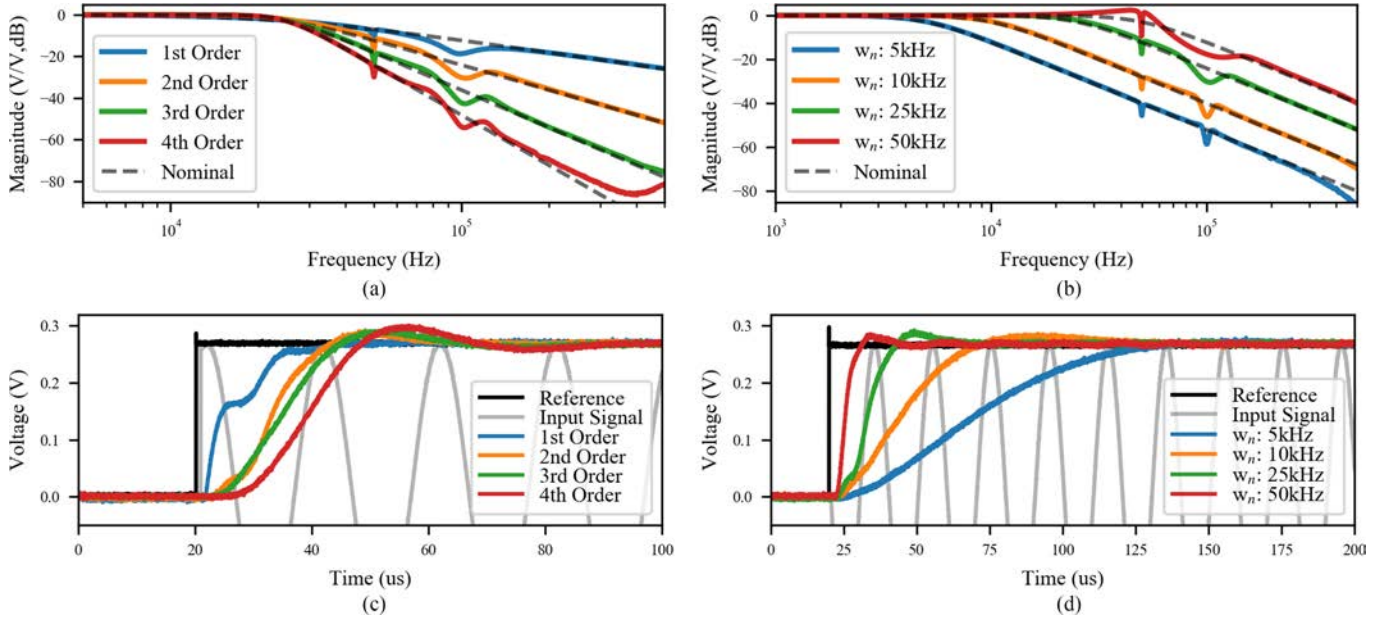 0
−20
−40
−60
−80
Magnitude (V/V,dB)
1st Order
2nd Order
3rd Order
4th Order
Nominal
10^4
10^5
Frequency (Hz)
(a)
0
−20
−40
−60
−80
Magnitude (V/V,dB)
w_n: 5kHz
w_n: 10kHz
w_n: 25kHz
w_n: 50kHz
Nominal
10^3
10^4
10^5
Frequency (Hz)
(b)
0.3
0.2
0.1
0.0
Voltage (V)
Reference
Input Signal
1st Order
2nd Order
3rd Order
4th Order
0
20
40
60
80
100
Time (us)
(c)
0.3
0.2
0.1
0.0
Voltage (V)
Reference
Input Signal
w_n: 5kHz
w_n: 10kHz
w_n: 25kHz
w_n: 50kHz
0
25
50
75
100
125
150
175
200
Time (us)
(d)